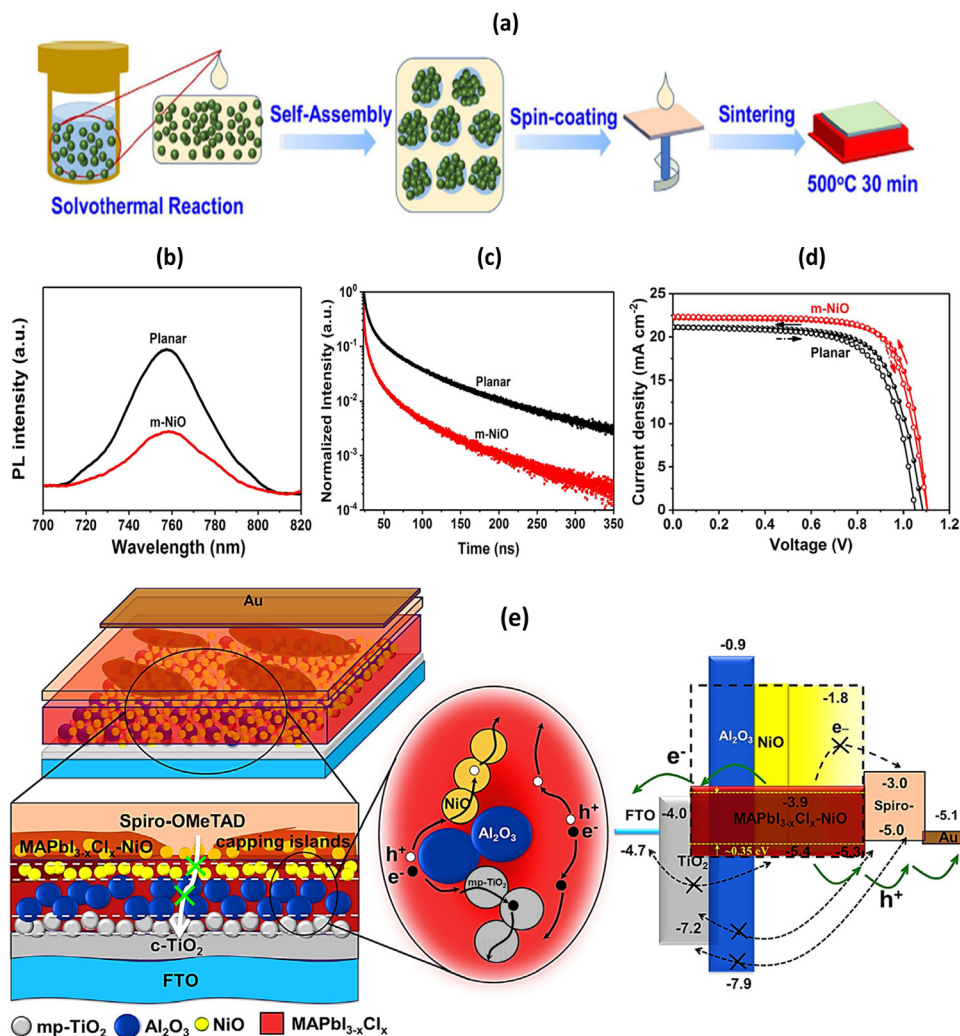 (a)
Self-Assembly
Spin-coating
Sintering
Solvothermal Reaction
500°C 30 min
(b)
PL intensity (a.u.)
Planar
m-NiO
700 720 740 760 780 800 820
Wavelength (nm)
(c)
Normalized Intensity (a.u.)
10⁰
10⁻¹
10⁻²
10⁻³
10⁻⁴
Planar
m-NiO
50 100 150 200 250 300 350
Time (ns)
(d)
Current density (mA cm⁻²)
25
20
15
10
5
0
m-NiO
Planar
0.0 0.2 0.4 0.6 0.8 1.0 1.2
Voltage (V)
(e)
Au
Spiro-OMeTAD
MAPbI₃₋ₓClₓ-NiO
capping islands
c-TiO₂
FTO
NiO
Al₂O₃
h⁺
e⁻
mp-TiO₂
h⁺
e⁻
-0.9
-1.8
Al₂O₃
NiO
e–
e⁻
-3.0
FTO
-4.0
-3.9
Spiro-
MAPbI₃₋ₓClₓ-NiO
-5.0
-5.1
Au
-4.7
TiO₂
~0.35 eV
-5.4
-5.3
h⁺
-7.2
-7.9
mp-TiO₂
Al₂O₃
NiO
MAPbI₃₋ₓClₓ